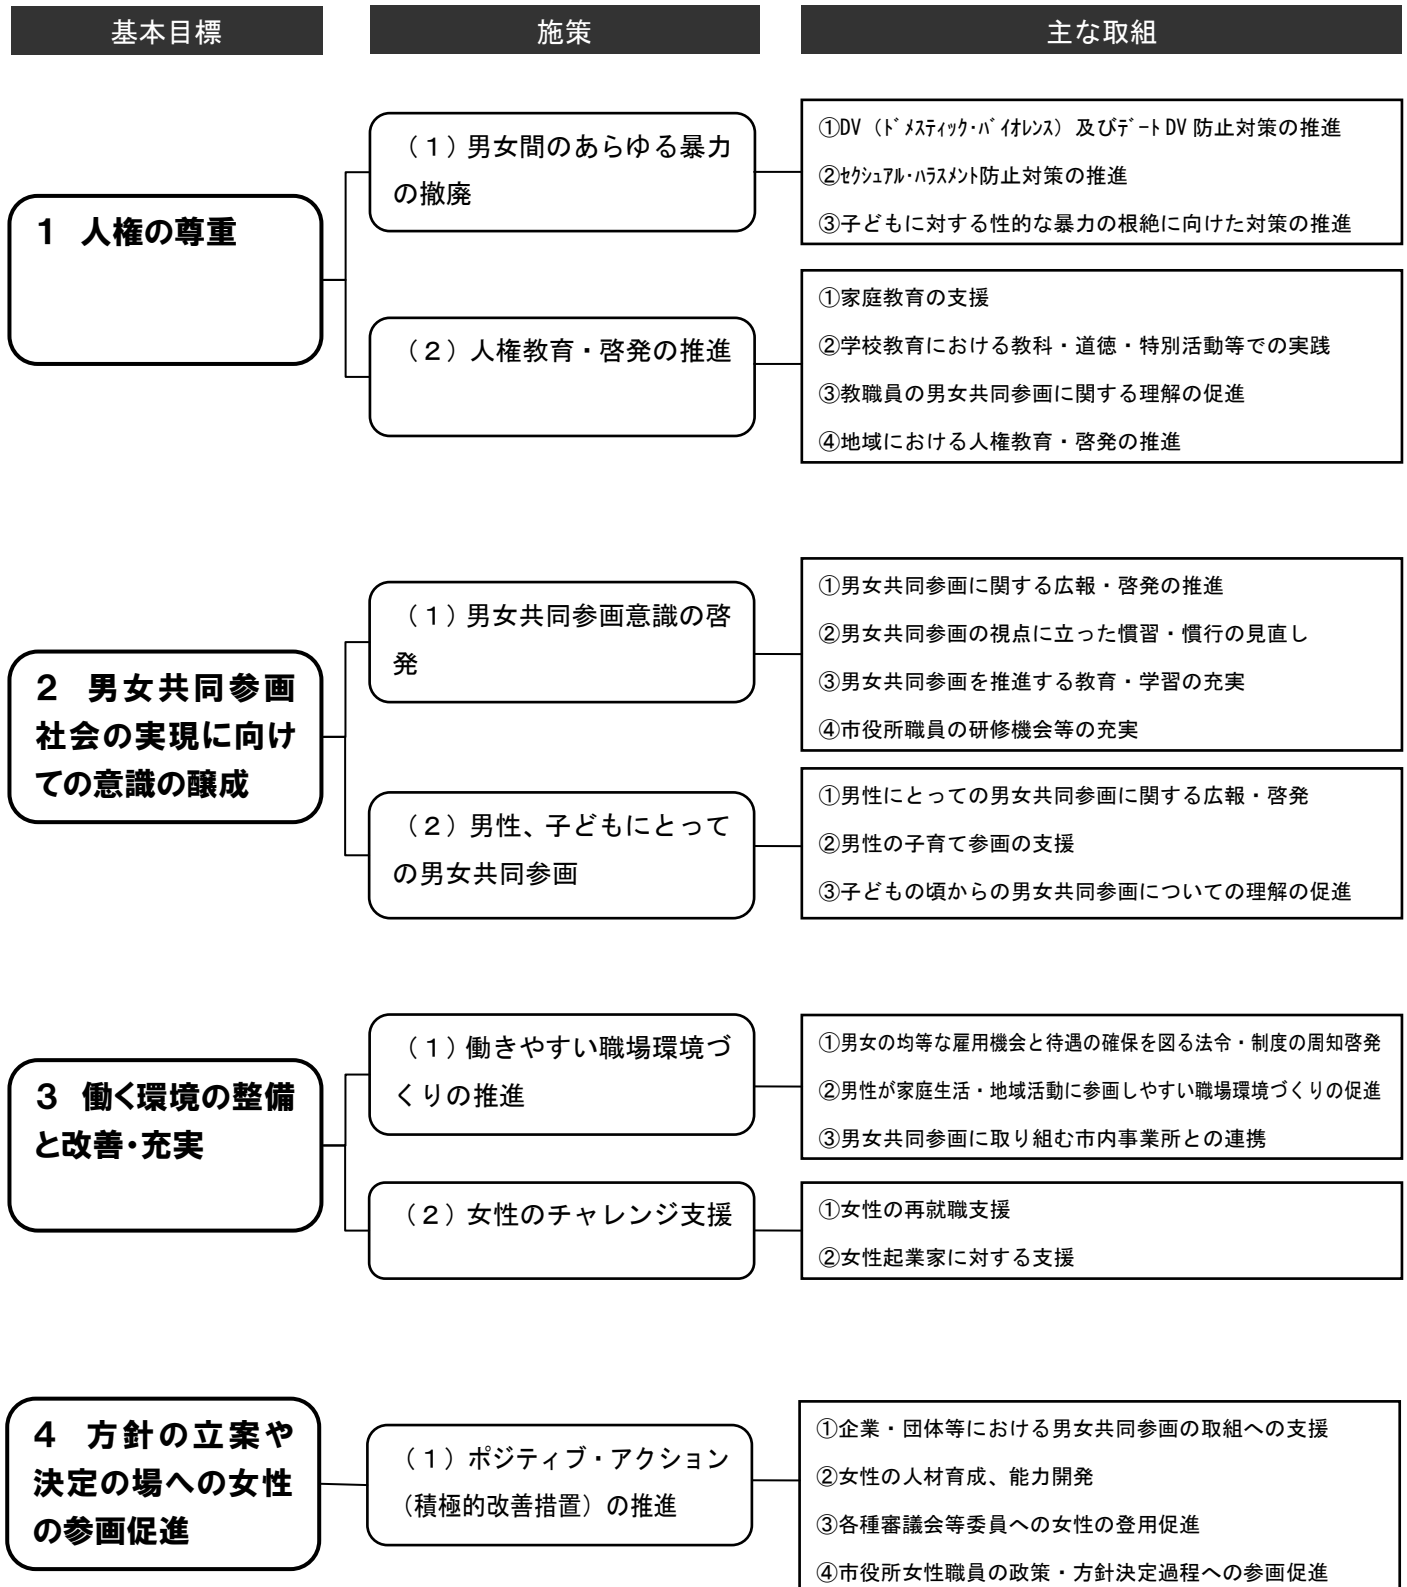 基本目標
施策
主な取組
1 人権の尊重
（１）男女間のあらゆる暴力
の撤廃
①DV（ﾄﾞﾒｽﾃｨｯｸ･ﾊﾞｲｵﾚﾝｽ）及びﾃﾞｰﾄ DV 防止対策の推進
②ｾｸｼｭｱﾙ･ﾊﾗｽﾒﾝﾄ防止対策の推進
③子どもに対する性的な暴力の根絶に向けた対策の推進
（２）人権教育・啓発の推進
①家庭教育の支援
②学校教育における教科・道徳・特別活動等での実践
③教職員の男女共同参画に関する理解の促進
④地域における人権教育・啓発の推進
2 男女共同参画
社会の実現に向け
ての意識の醸成
（１）男女共同参画意識の啓
発
①男女共同参画に関する広報・啓発の推進
②男女共同参画の視点に立った慣習・慣行の見直し
③男女共同参画を推進する教育・学習の充実
④市役所職員の研修機会等の充実
（２）男性、子どもにとって
の男女共同参画
①男性にとっての男女共同参画に関する広報・啓発
②男性の子育て参画の支援
③子どもの頃からの男女共同参画についての理解の促進
3 働く環境の整備
と改善・充実
（１）働きやすい職場環境づ
くりの推進
①男女の均等な雇用機会と待遇の確保を図る法令・制度の周知啓発
②男性が家庭生活・地域活動に参画しやすい職場環境づくりの促進
③男女共同参画に取り組む市内事業所との連携
（２）女性のチャレンジ支援
①女性の再就職支援
②女性起業家に対する支援
4 方針の立案や
決定の場への女性
の参画促進
（１）ポジティブ・アクション
（積極的改善措置）の推進
①企業・団体等における男女共同参画の取組への支援
②女性の人材育成、能力開発
③各種審議会等委員への女性の登用促進
④市役所女性職員の政策・方針決定過程への参画促進